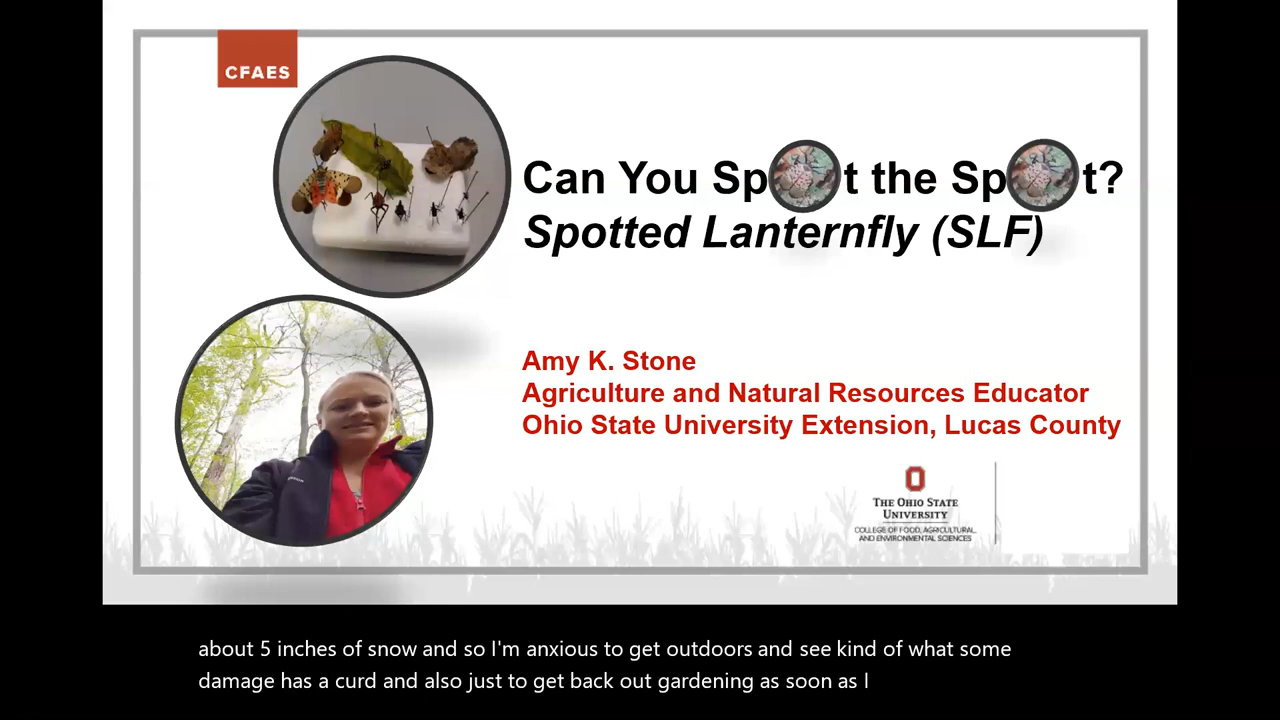 CFAES
Can You Sp t the Sp t?
Spotted Lanternfly (SLF)
Amy K. Stone
Agriculture and Natural Resources Educator
Ohio State University Extension, Lucas County
THE OHIO STATE
UNIVERSITY
COLLEGE OF FOOD, AGRICULTURAL,
AND ENVIRONMENTAL SCIENCES
about 5 inches of snow and so I'm anxious to get outdoors and see kind of what some
damage has a curd and also just to get back out gardening as soon as I